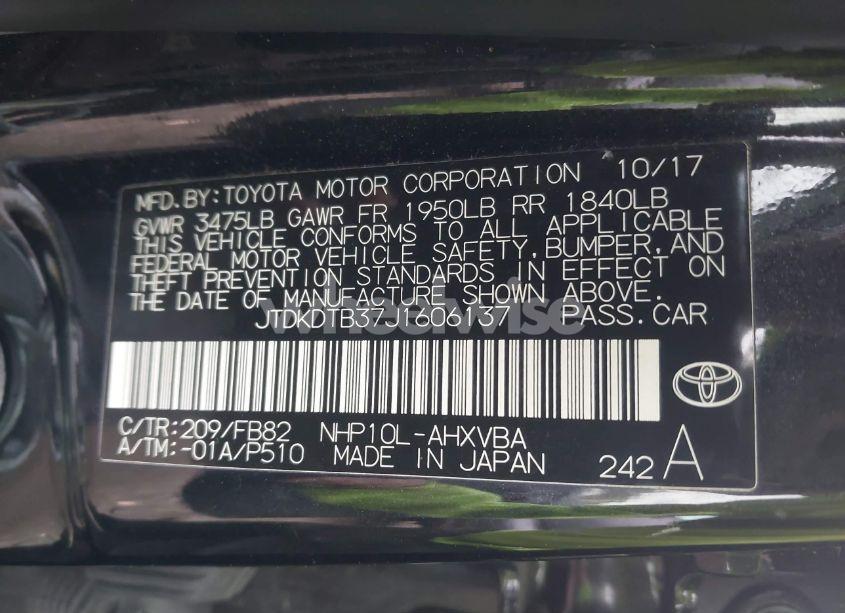 MFD.BY:TOYOTA MOTOR CORPORATION 10/17
GVWR 3475LB GAWR FR 1950LB RR 1840LB
THIS VEHICLE CONFORMS TO ALL APPLICABLE
FEDERAL MOTOR VEHICLE SAFETY,BUMPER,AND
THEFT PREVENTION STANDARDS IN EFFECT ON
THE DATE OF MANUFACTURE SHOWN ABOVE.
JTDKDTB37J1606137 PASS.CAR
wheelwise
C/TR:209/FB82 NHP10L-AHXVBA
A/TM:-01A/P510 MADE IN JAPAN 242 A